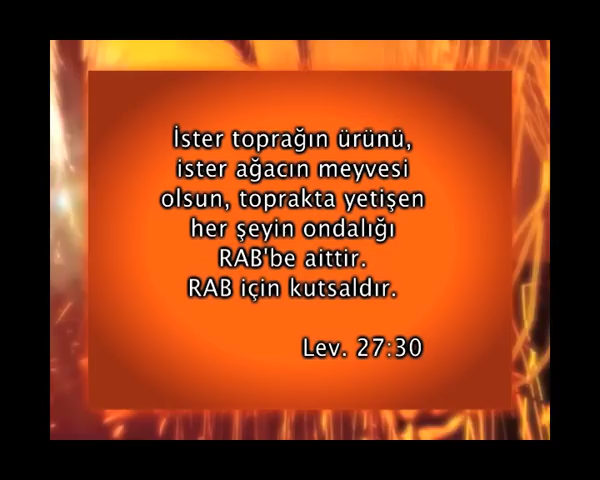 İster toprağın ürünü,
ister ağacın meyvesi
olsun, toprakta yetişen
her şeyin ondalığı
RAB'be aittir.
RAB için kutsaldır.
Lev. 27:30